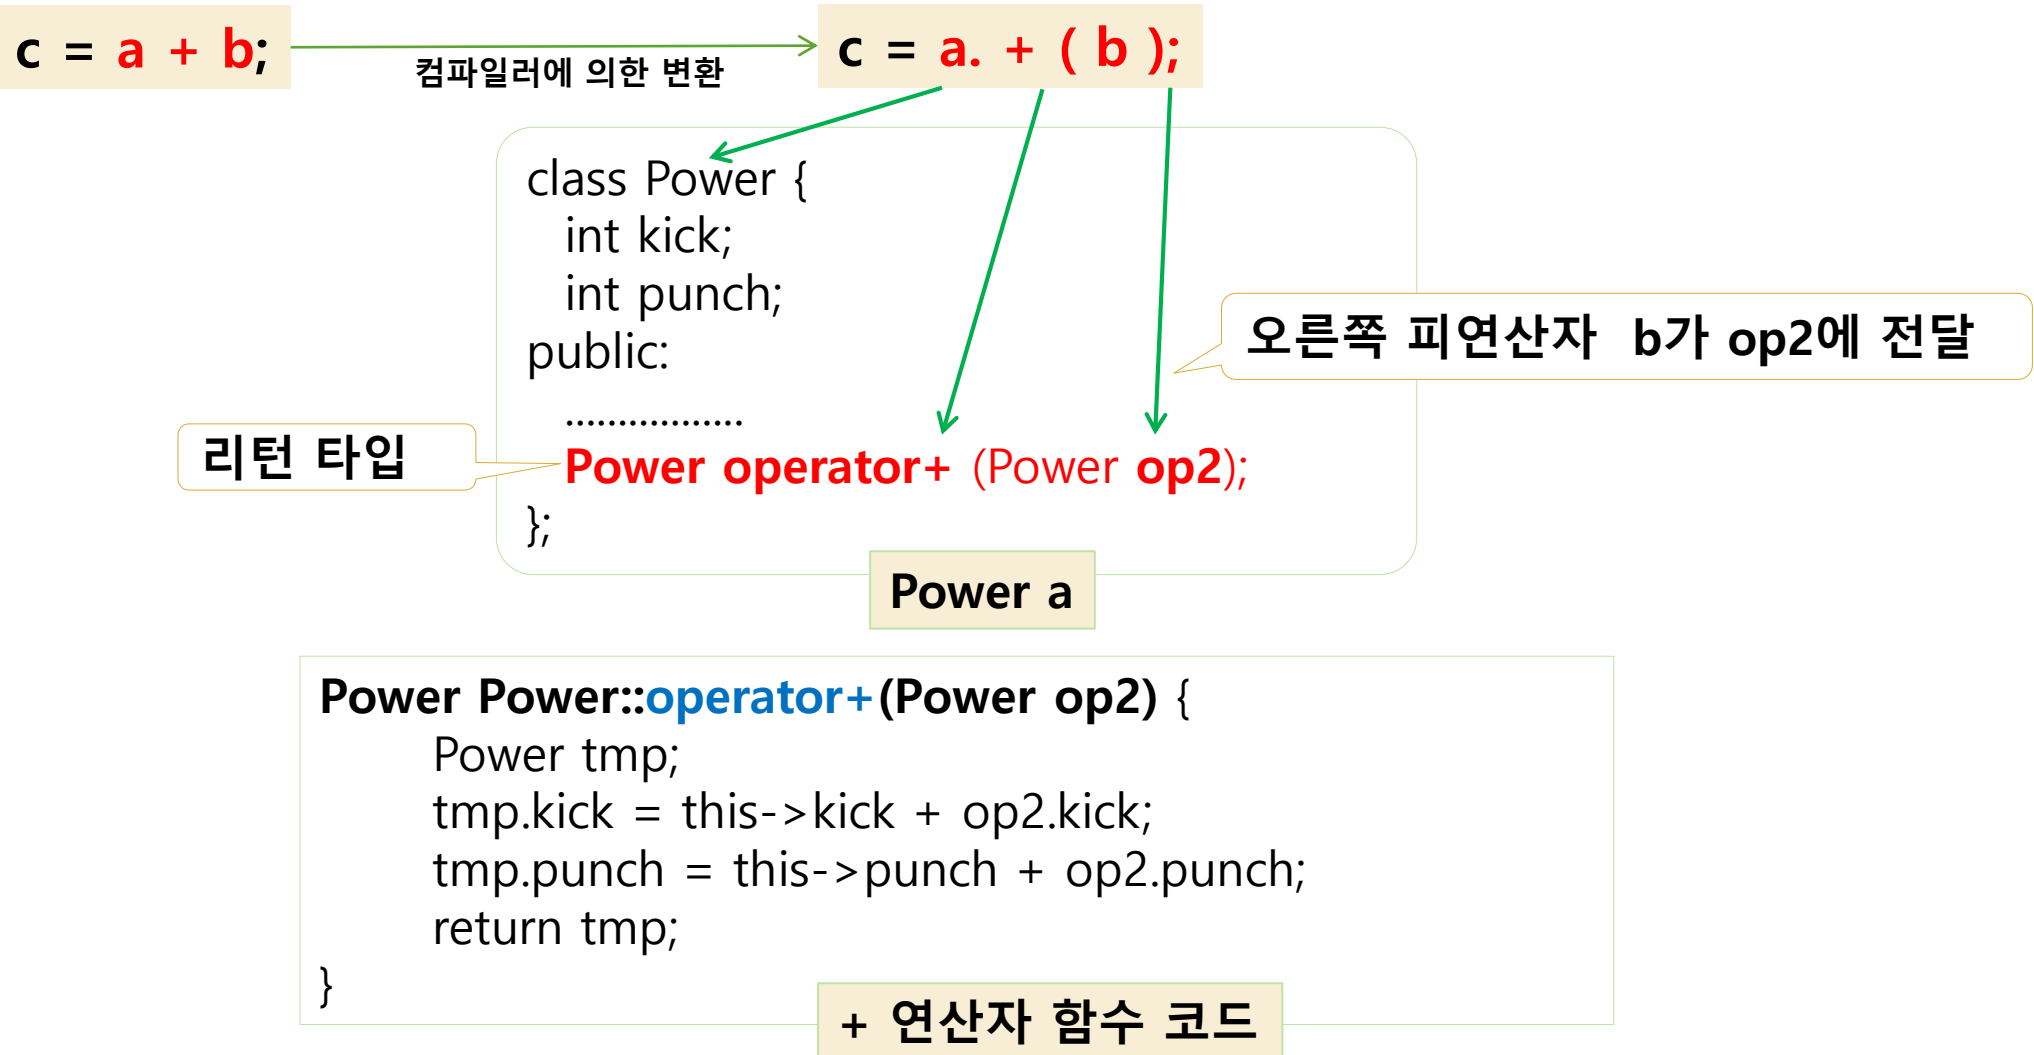 c = a + b;
컴파일러에 의한 변환
c = a. + ( b );
class Power {
int kick;
int punch;
public:
.................
Power operator+ (Power op2);
};
오른쪽 피연산자 b가 op2에 전달
리턴 타입
Power a
Power Power::operator+(Power op2) {
Power tmp;
tmp.kick = this->kick + op2.kick;
tmp.punch = this->punch + op2.punch;
return tmp;
}
+ 연산자 함수 코드